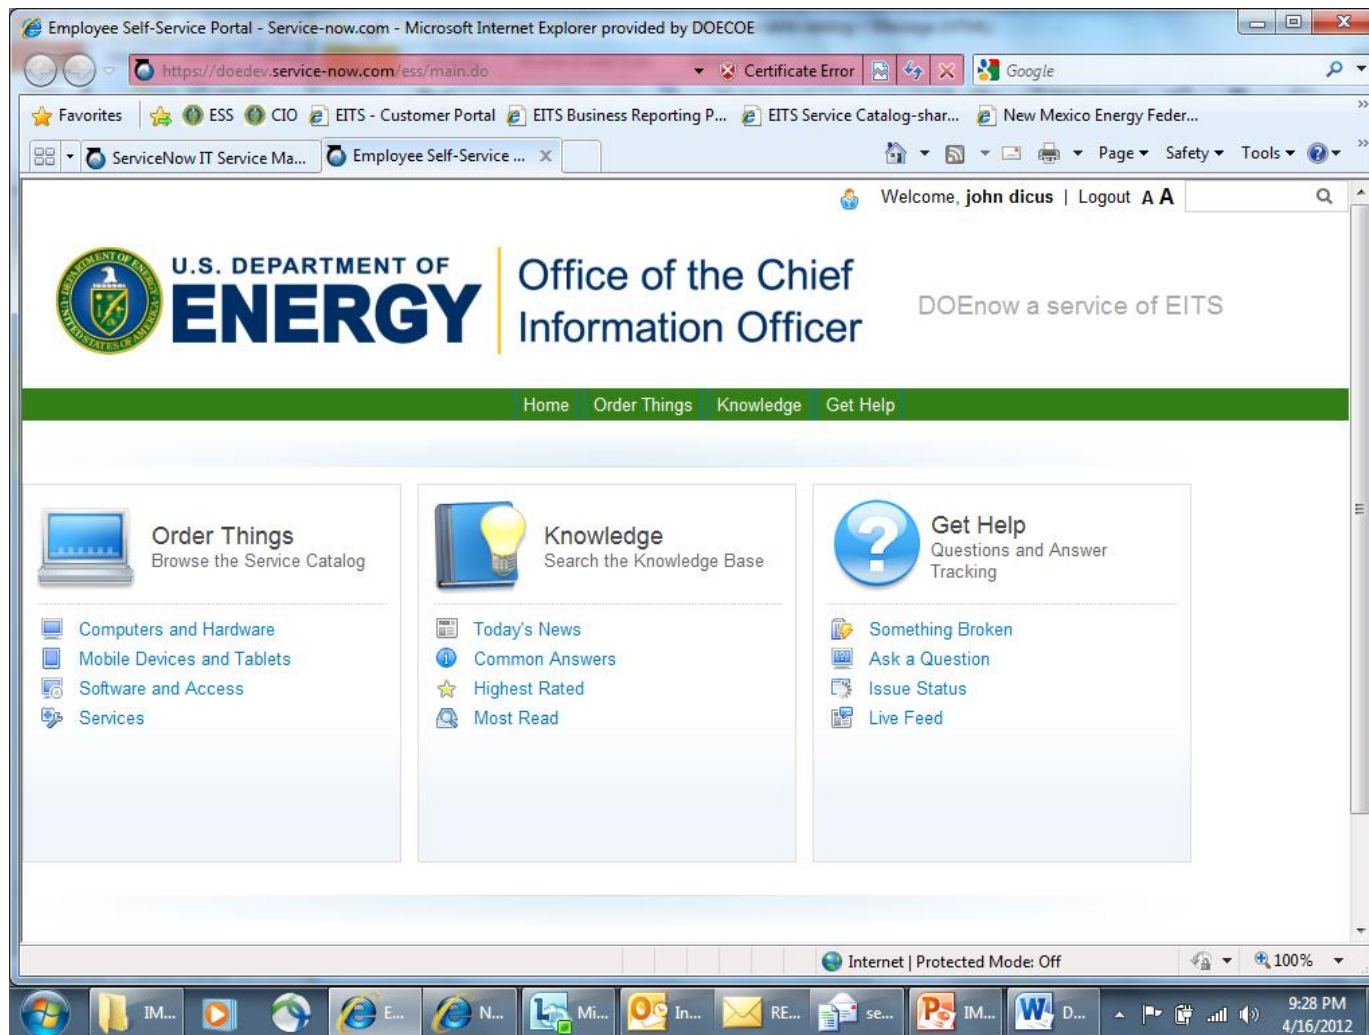 Employee Self-Service Portal - Service-now.com - Microsoft Internet Explorer provided by DOECOE
https://doedev.service-now.com/ess/main.do Certificate Error Google
Favorites ESS CIO EITS - Customer Portal EITS Business Reporting P... EITS Service Catalog-shar... New Mexico Energy Feder...
ServiceNow IT Service Ma... Employee Self-Service ... Page Safety Tools
Welcome, john dicus | Logout A A
U.S. DEPARTMENT OF
ENERGY
Office of the Chief
Information Officer
DOEnow a service of EITS
Home Order Things Knowledge Get Help
Order Things
Browse the Service Catalog
Computers and Hardware
Mobile Devices and Tablets
Software and Access
Services
Knowledge
Search the Knowledge Base
Today's News
Common Answers
Highest Rated
Most Read
Get Help
Questions and Answer
Tracking
Something Broken
Ask a Question
Issue Status
Live Feed
Internet | Protected Mode: Off 100%
IM... E... N... Mi... In... RE... se... IM... D... 9:28 PM
4/16/2012